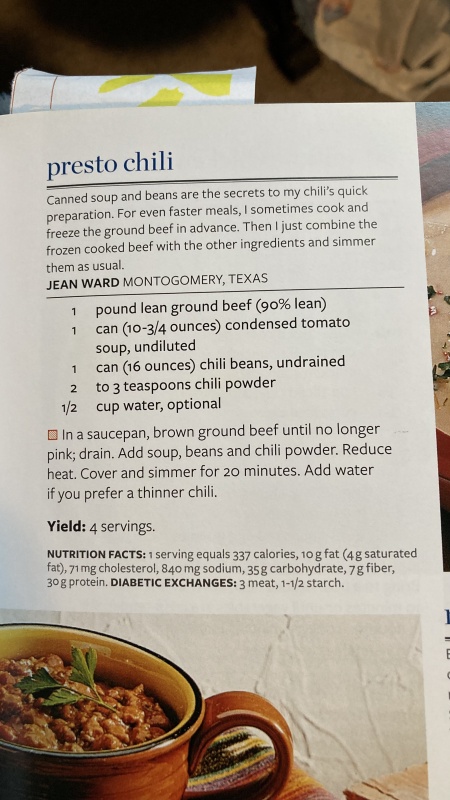 presto chili
Canned soup and beans are the secrets to my chili's quick
preparation. For even faster meals, I sometimes cook and
freeze the ground beef in advance. Then I just combine the
frozen cooked beef with the other ingredients and simmer
them as usual.
JEAN WARD MONTOGOMERY, TEXAS
1 pound lean ground beef (90% lean)
1 can (10-3/4 ounces) condensed tomato
soup, undiluted
1 can (16 ounces) chili beans, undrained
2 to 3 teaspoons chili powder
1/2 cup water, optional
In a saucepan, brown ground beef until no longer
pink; drain. Add soup, beans and chili powder. Reduce
heat. Cover and simmer for 20 minutes. Add water
if you prefer a thinner chili.
Yield: 4 servings.
NUTRITION FACTS: 1 serving equals 337 calories, 10 g fat (4 g saturated
fat), 71 mg cholesterol, 840 mg sodium, 35 g carbohydrate, 7 g fiber,
30 g protein. DIABETIC EXCHANGES: 3 meat, 1-1/2 starch.